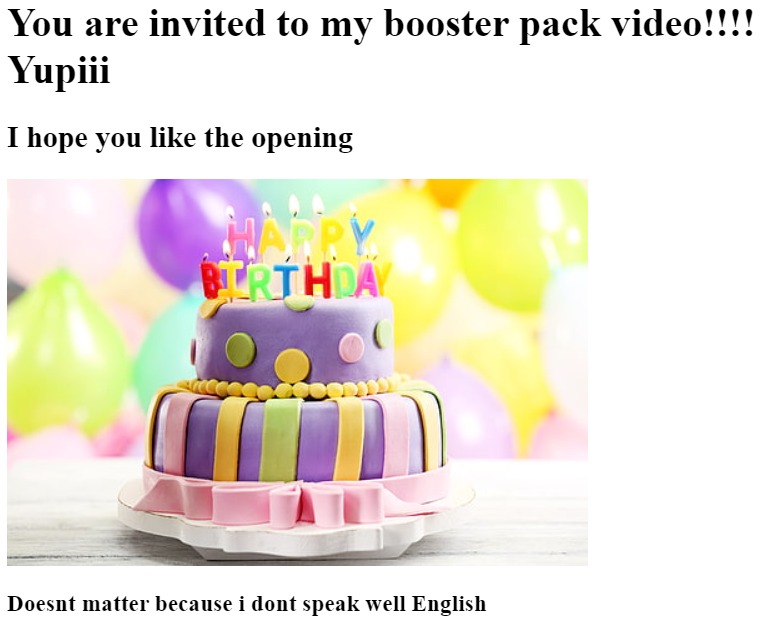 You are invited to my booster pack video!!!!
Yupiii
I hope you like the opening
HAPPY
BIRTHDAY
Doesnt matter because i dont speak well English